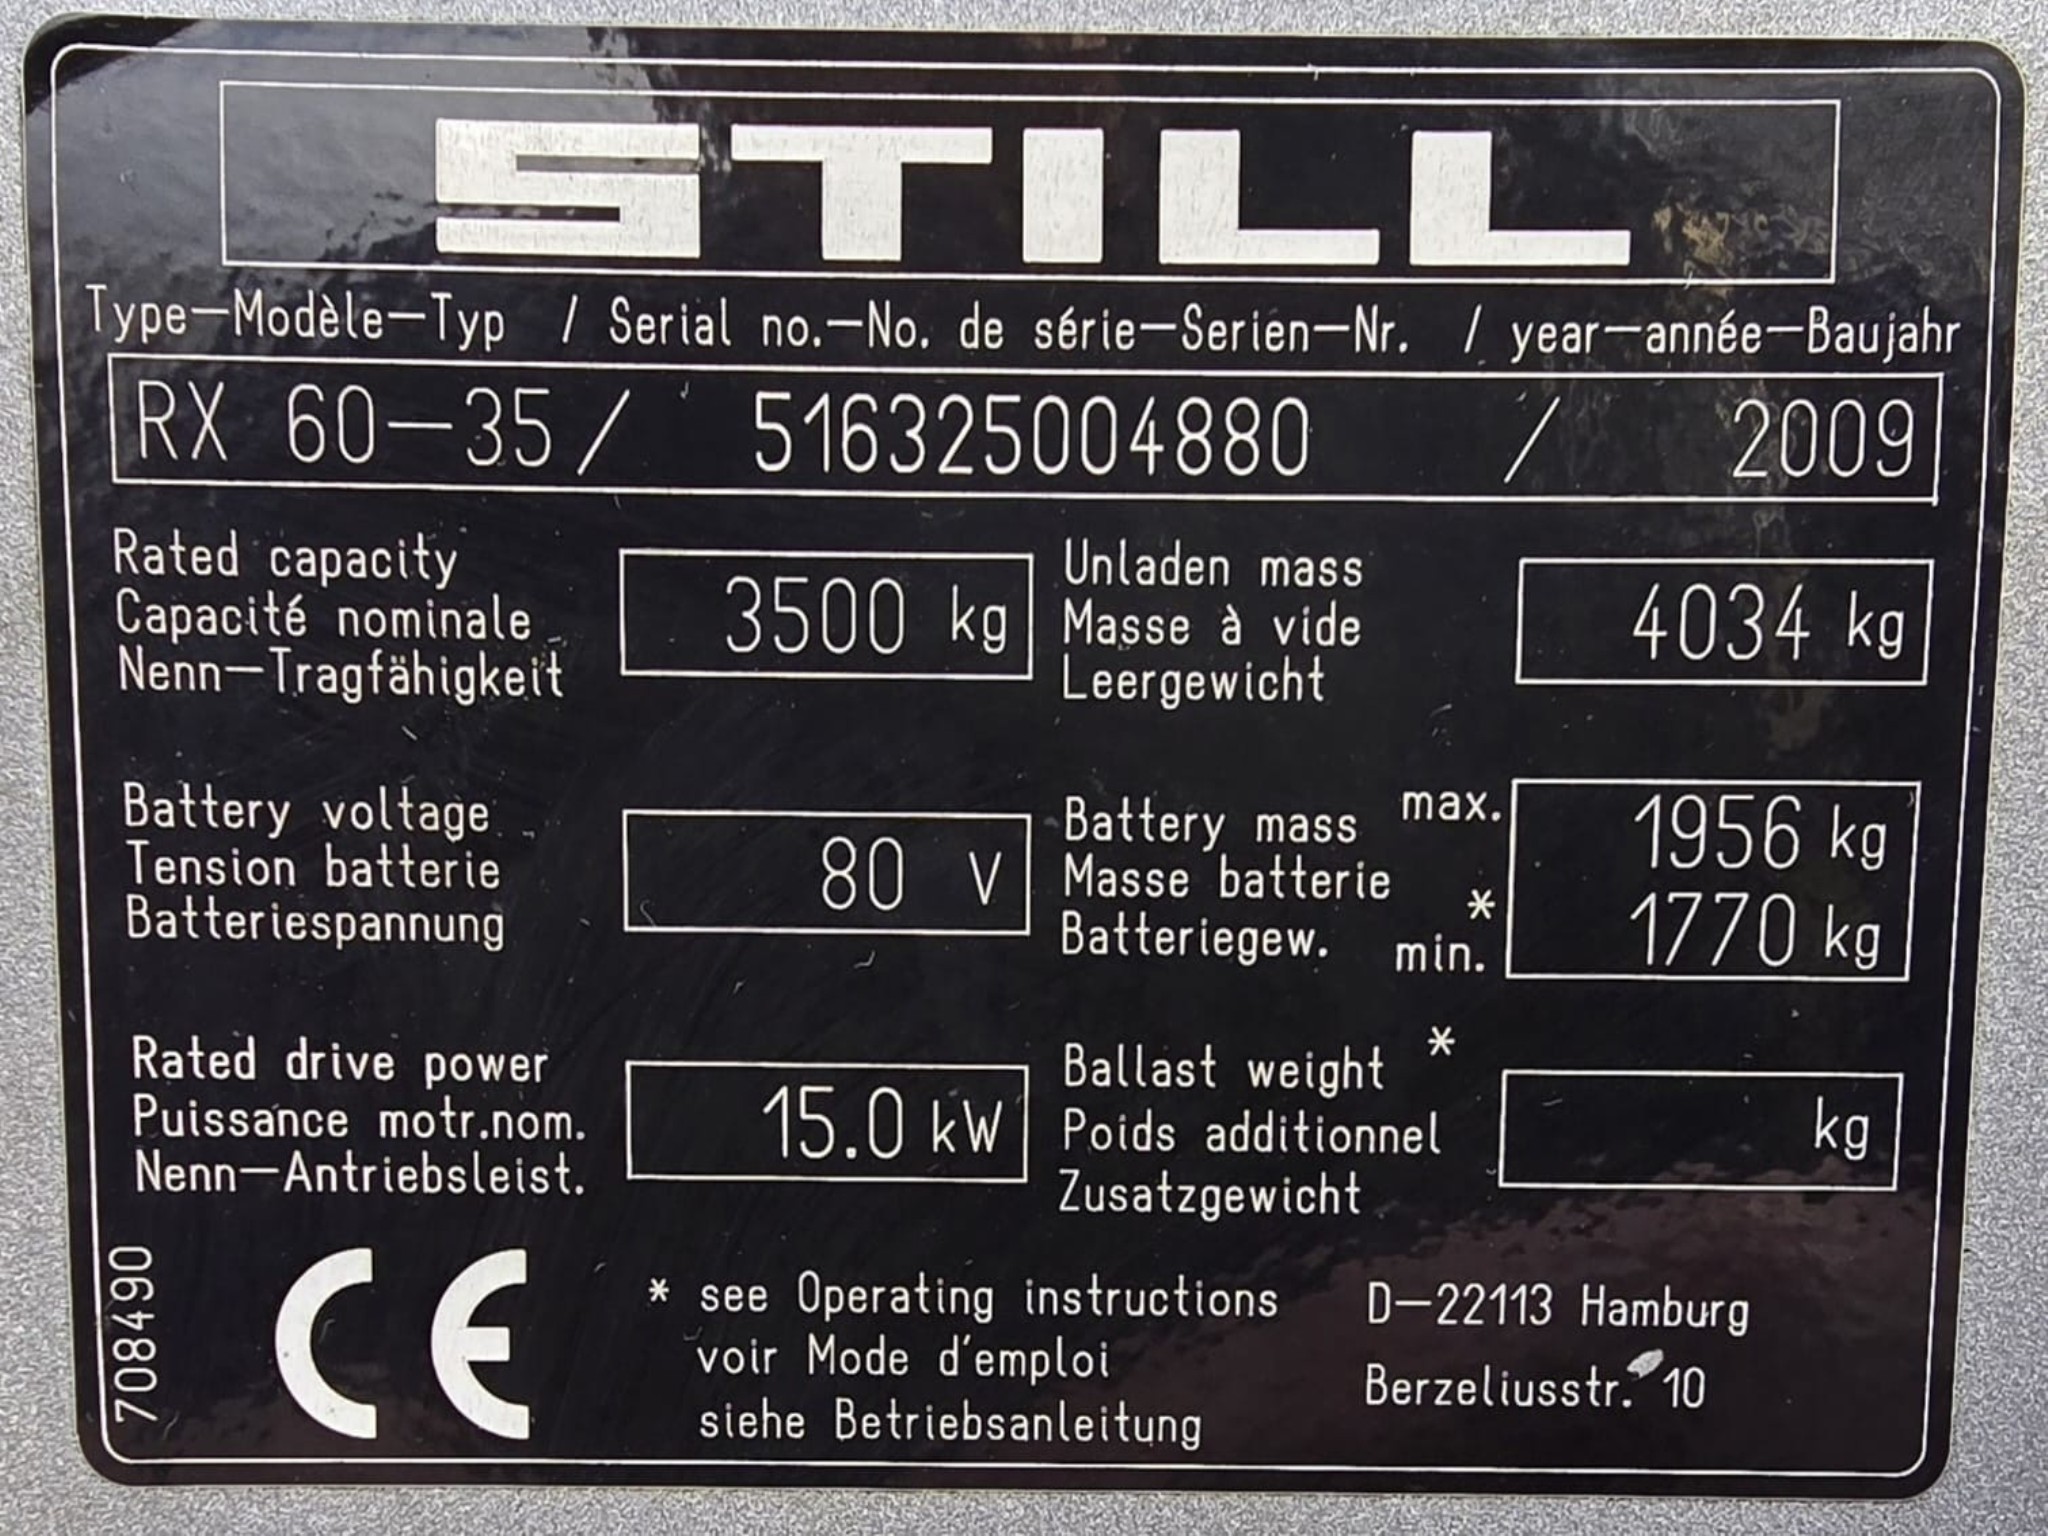 STILL
Type—Modèle—Typ / Serial no.—No. de série—Serien—Nr. / year—année—Baujahr
RX 60—35 / 516325004880 / 2009
Rated capacity
Capacité nominale
Nenn—Tragfähigkeit
3500 kg
Unladen mass
Masse à vide
Leergewicht
4034 kg
Battery voltage
Tension batterie
Batteriespannung
80 V
Battery mass max.
Masse batterie *
Batteriegew. min.
1956 kg
1770 kg
Rated drive power
Puissance motr.nom.
Nenn—Antriebsleist.
15.0 kW
Ballast weight *
Poids additionnel
Zusatzgewicht
kg
708490
CE
* see Operating instructions
voir Mode d'emploi
siehe Betriebsanleitung
D—22113 Hamburg
Berzeliusstr. 10